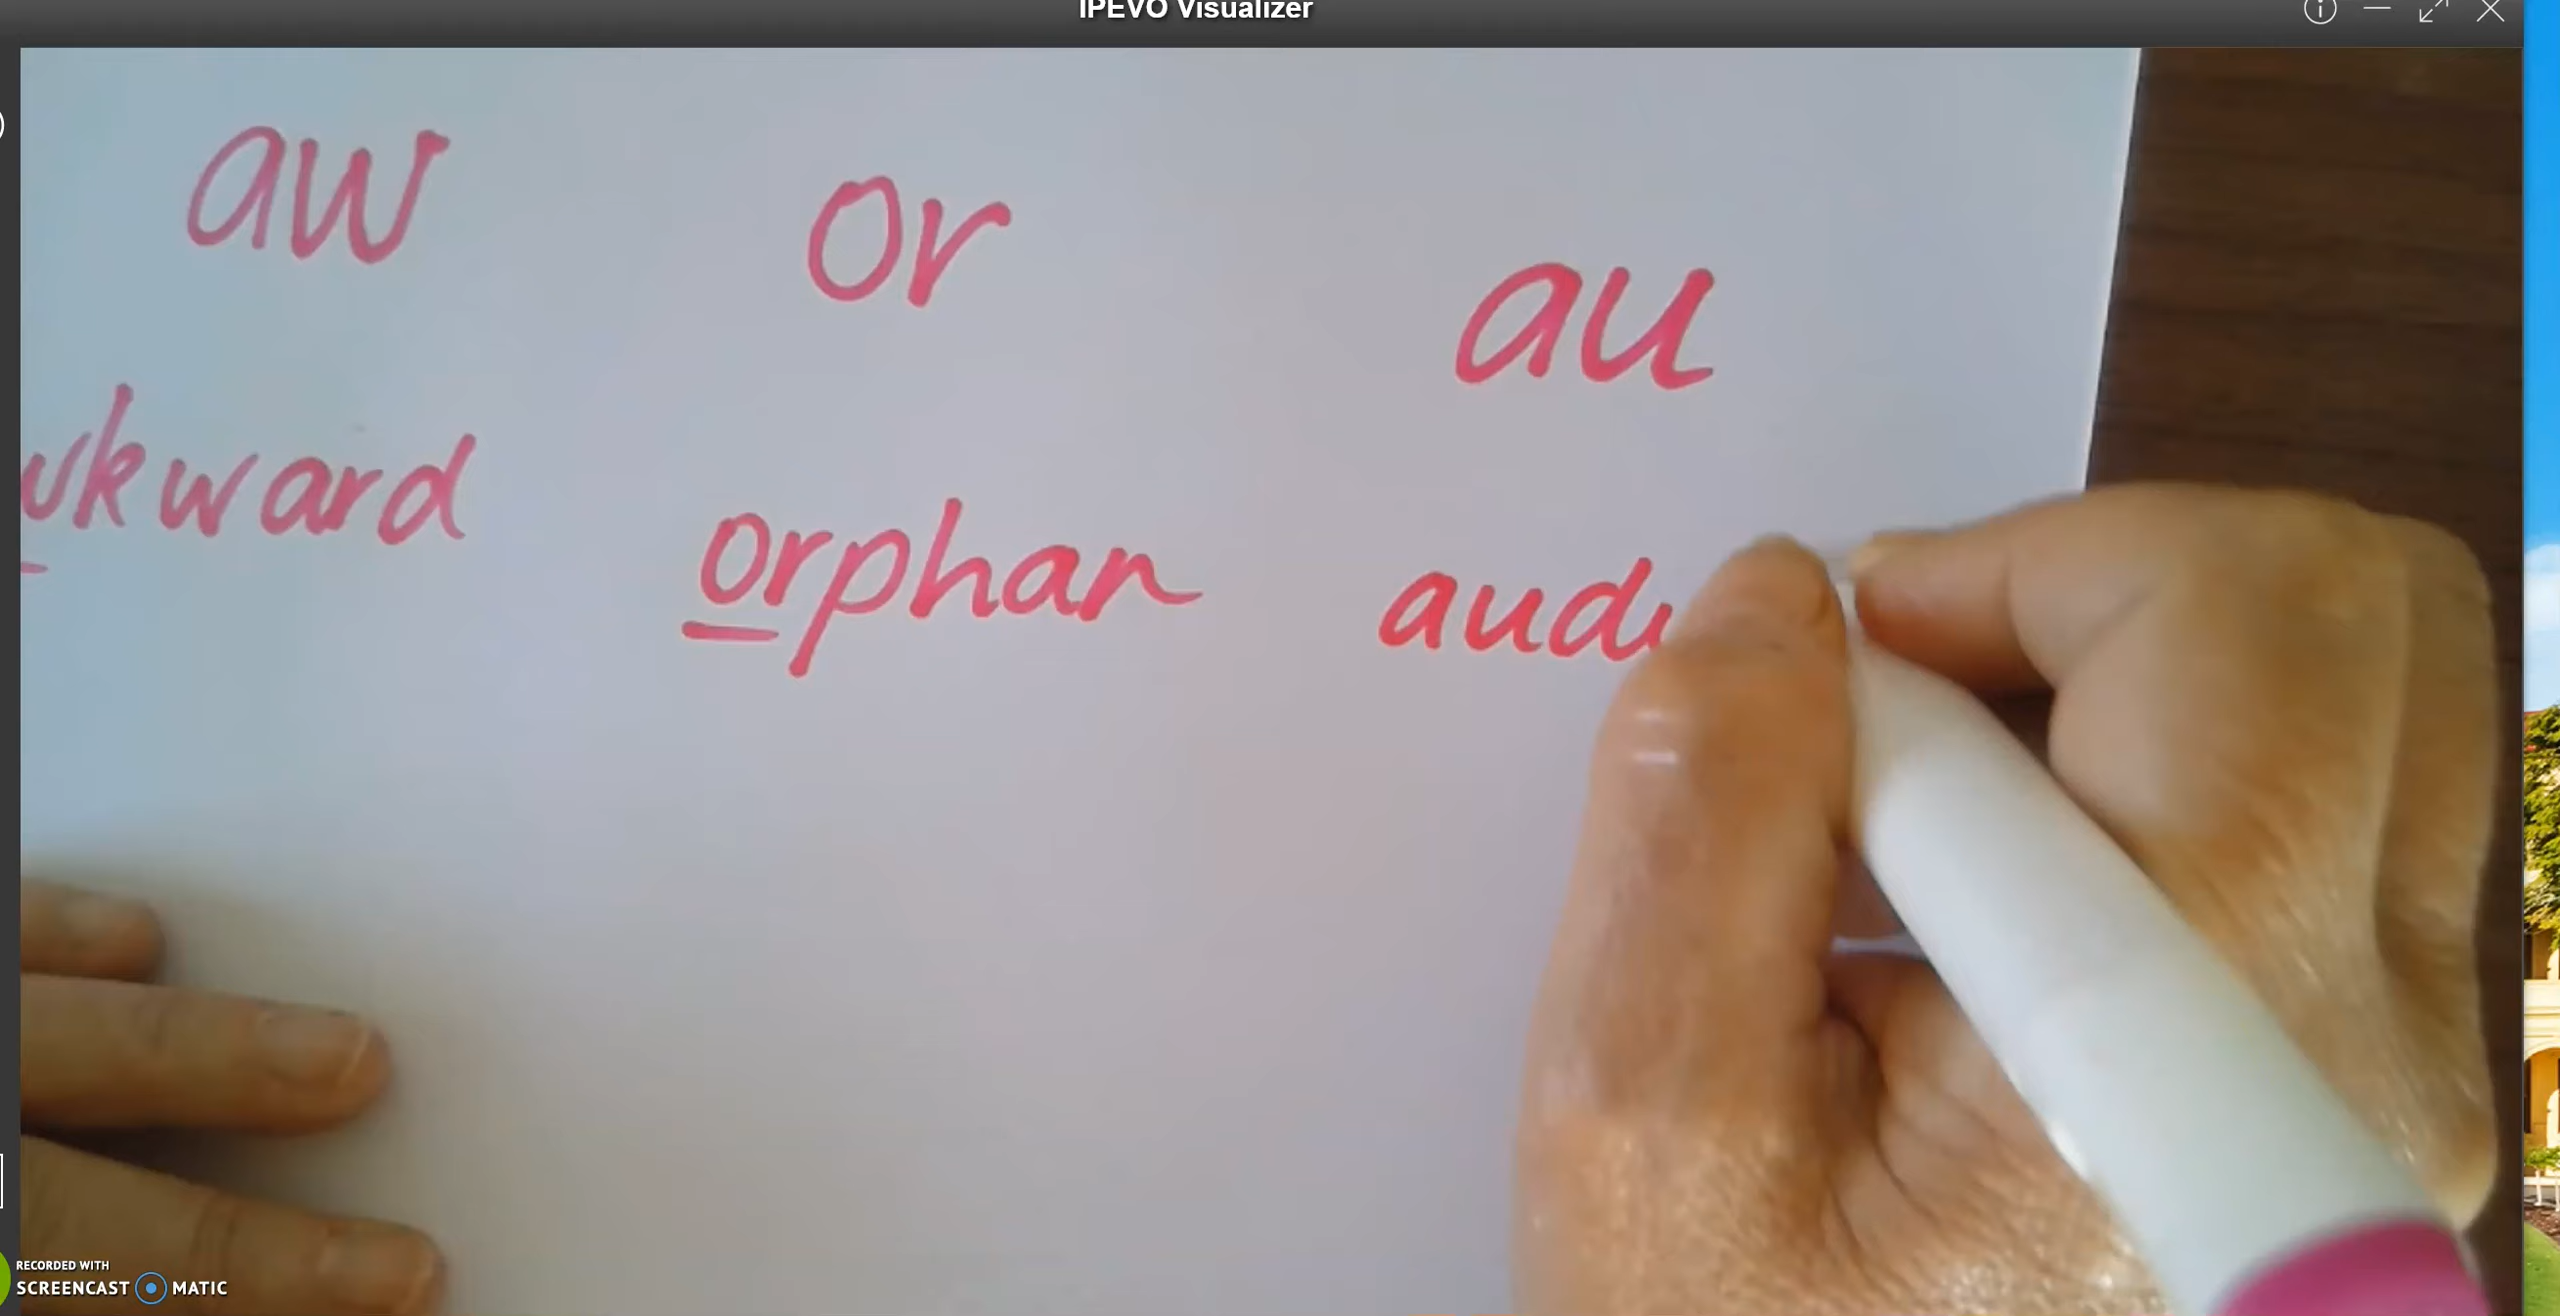 IPEVO Visualizer
aw or au
ukward orphan aud
RECORDED WITH
SCREENCAST MATIC